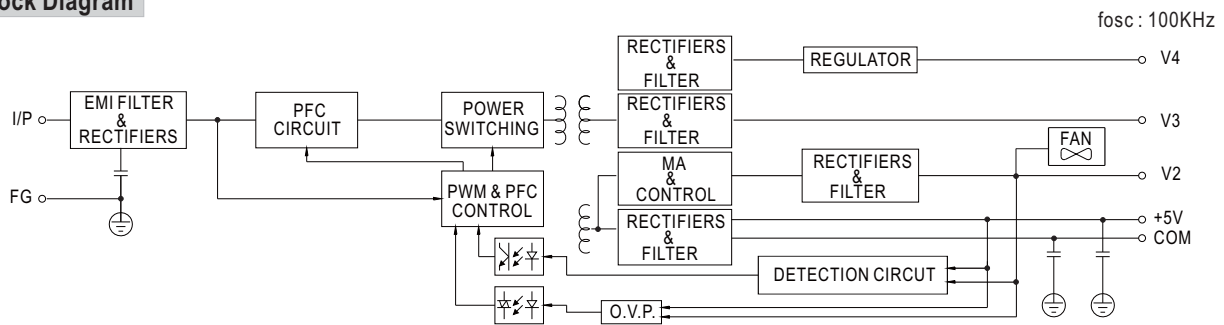 ock Diagram
fosc : 100KHz
I/P
EMI FILTER
&
RECTIFIERS
FG
PFC
CIRCUIT
POWER
SWITCHING
PWM & PFC
CONTROL
RECTIFIERS
&
FILTER
REGULATOR
V4
RECTIFIERS
&
FILTER
V3
FAN
MA
&
CONTROL
RECTIFIERS
&
FILTER
V2
RECTIFIERS
&
FILTER
+5V
COM
DETECTION CIRCUT
O.V.P.